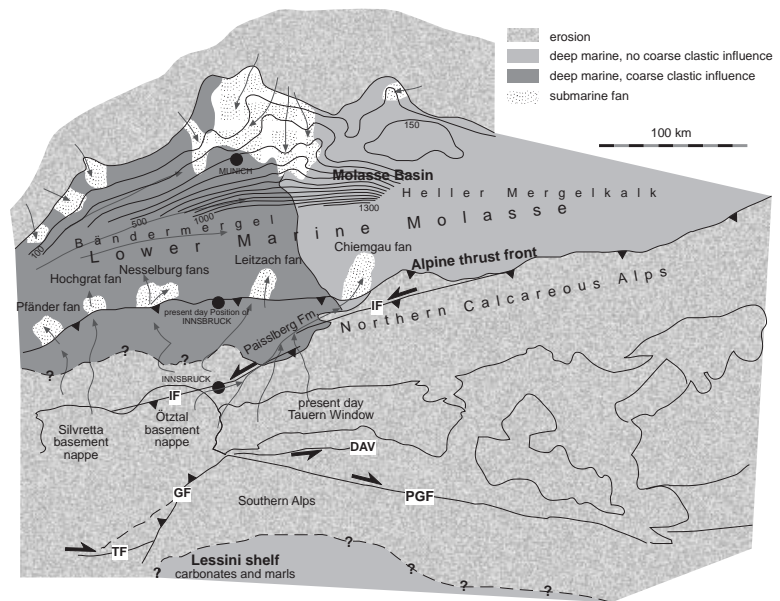 erosion
deep marine, no coarse clastic influence
deep marine, coarse clastic influence
submarine fan
100 km
150
MUNICH
Molasse Basin
Heller Mergelkalk
1300
500
1000
100
Bändermergel
Lower Marine Molasse
Chiemgau fan
Leitzach fan
Nesselburg fans
Hochgrat fan
Pfänder fan
Alpine thrust front
present day Position of
INNSBRUCK
IF
Northern Calcareous Alps
Paisslberg Fm.
?
?
?
INNSBRUCK
IF
present day
Tauern Window
Silvretta
basement
nappe
Ötztal
basement
nappe
DAV
GF
PGF
Southern Alps
TF
Lessini shelf
carbonates and marls
?
?
?
?
?